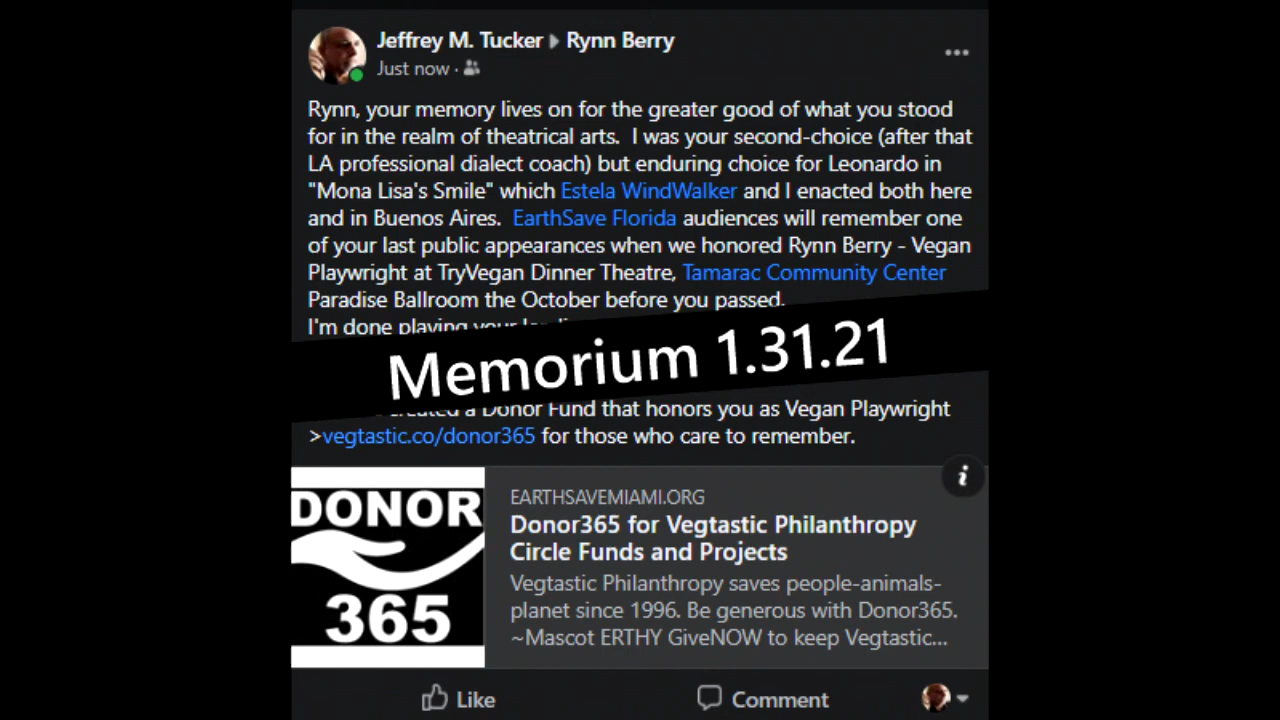 Jeffrey M. Tucker ▸ Rynn Berry
Just now ·
Rynn, your memory lives on for the greater good of what you stood
for in the realm of theatrical arts. I was your second-choice (after that
LA professional dialect coach) but enduring choice for Leonardo in
"Mona Lisa's Smile" which Estela WindWalker and I enacted both here
and in Buenos Aires. EarthSave Florida audiences will remember one
of your last public appearances when we honored Rynn Berry - Vegan
Playwright at TryVegan Dinner Theatre, Tamarac Community Center
Paradise Ballroom the October before you passed.
I'm done playing your
Memorium 1.31.21
created a Donor Fund that honors you as Vegan Playwright
>vegtastic.co/donor365 for those who care to remember.
DONOR
365
EARTHSAVEMIAMI.ORG
Donor365 for Vegtastic Philanthropy
Circle Funds and Projects
Vegtastic Philanthropy saves people-animals-
planet since 1996. Be generous with Donor365.
~Mascot ERTHY GiveNOW to keep Vegtastic...
Like
Comment